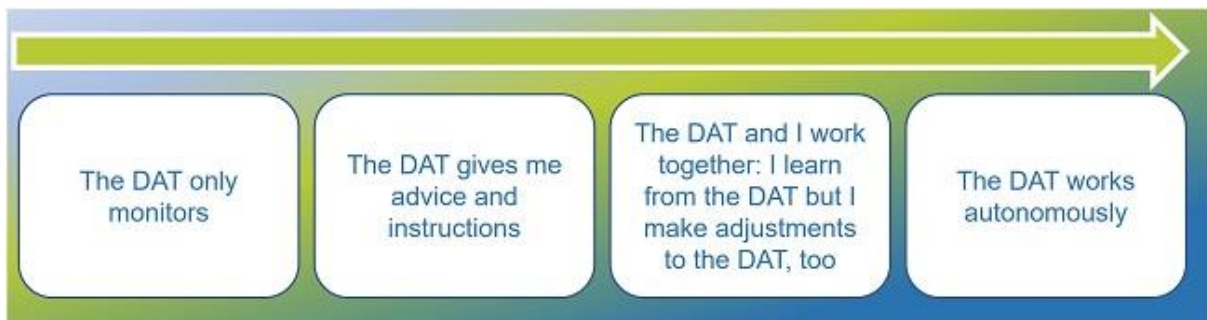 The DAT only
monitors
The DAT gives me
advice and
instructions
The DAT and I work
together: I learn
from the DAT but I
make adjustments
to the DAT, too
The DAT works
autonomously